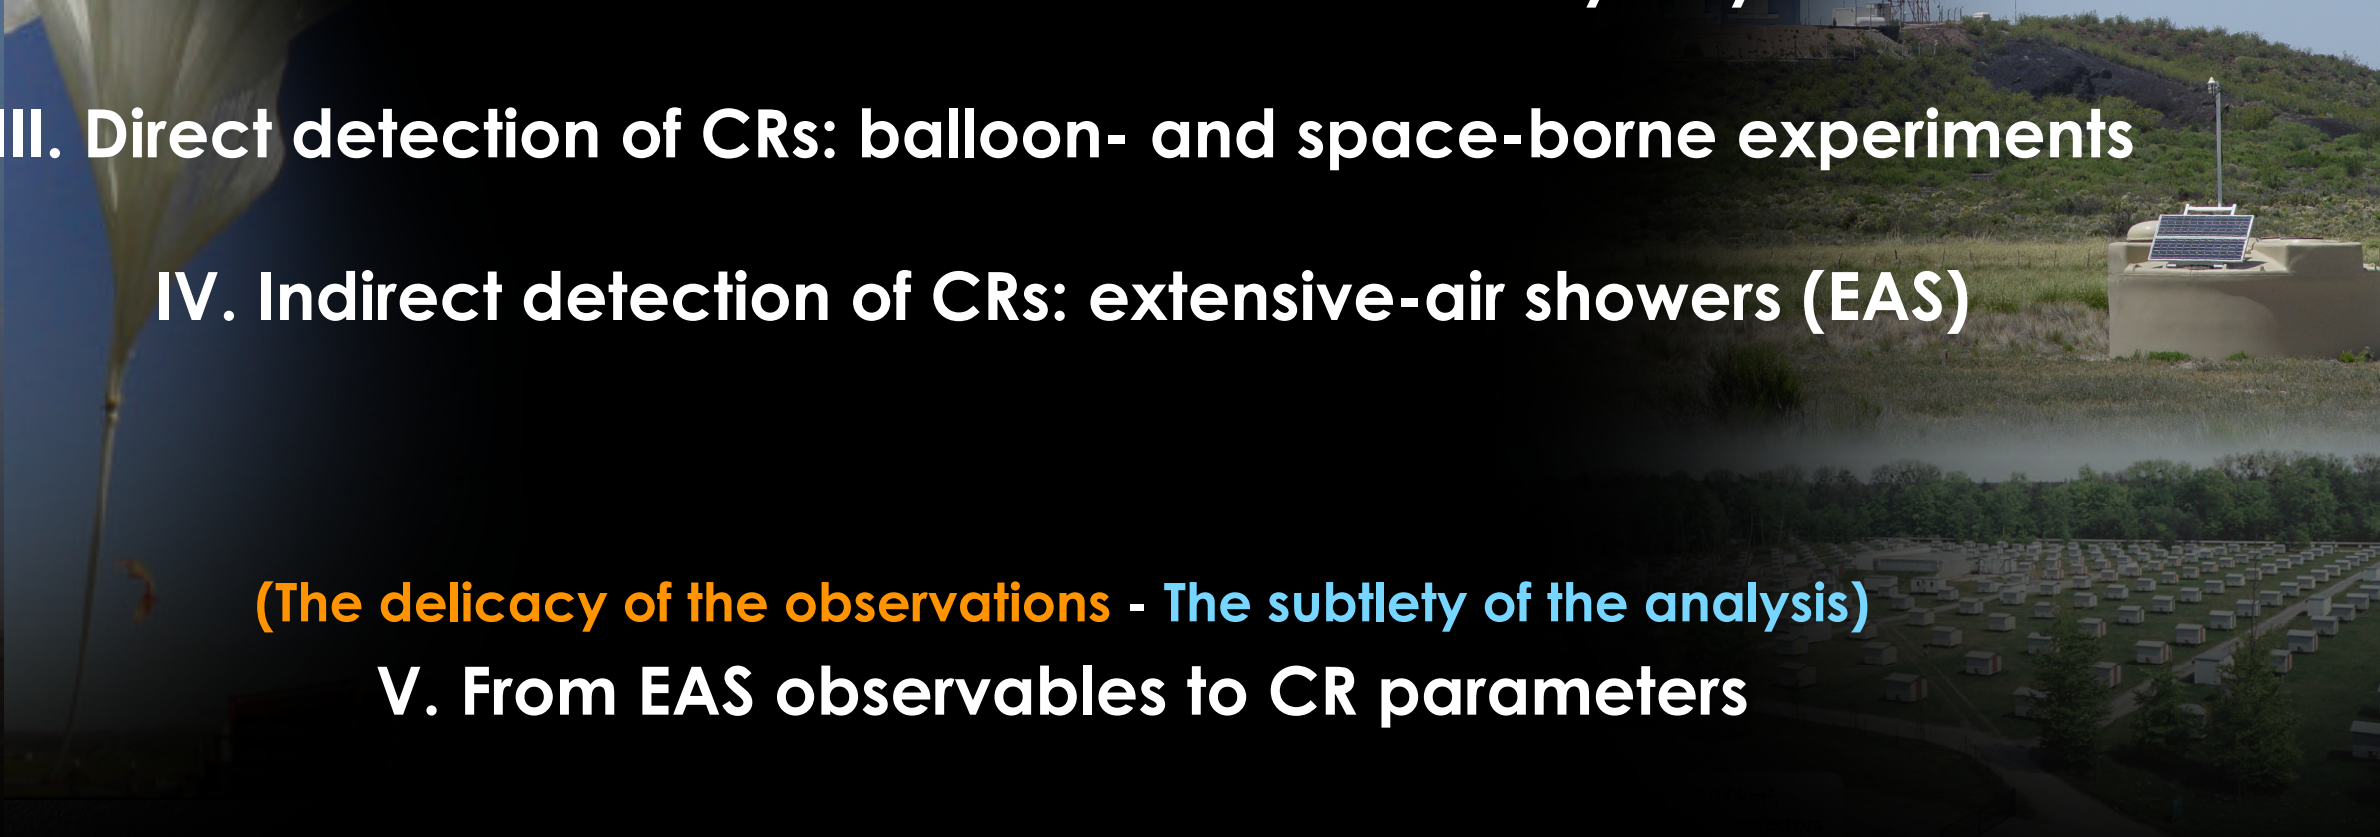 III. Direct detection of CRs: balloon- and space-borne experiments
IV. Indirect detection of CRs: extensive-air showers (EAS)
(The delicacy of the observations - The subtlety of the analysis)
V. From EAS observables to CR parameters